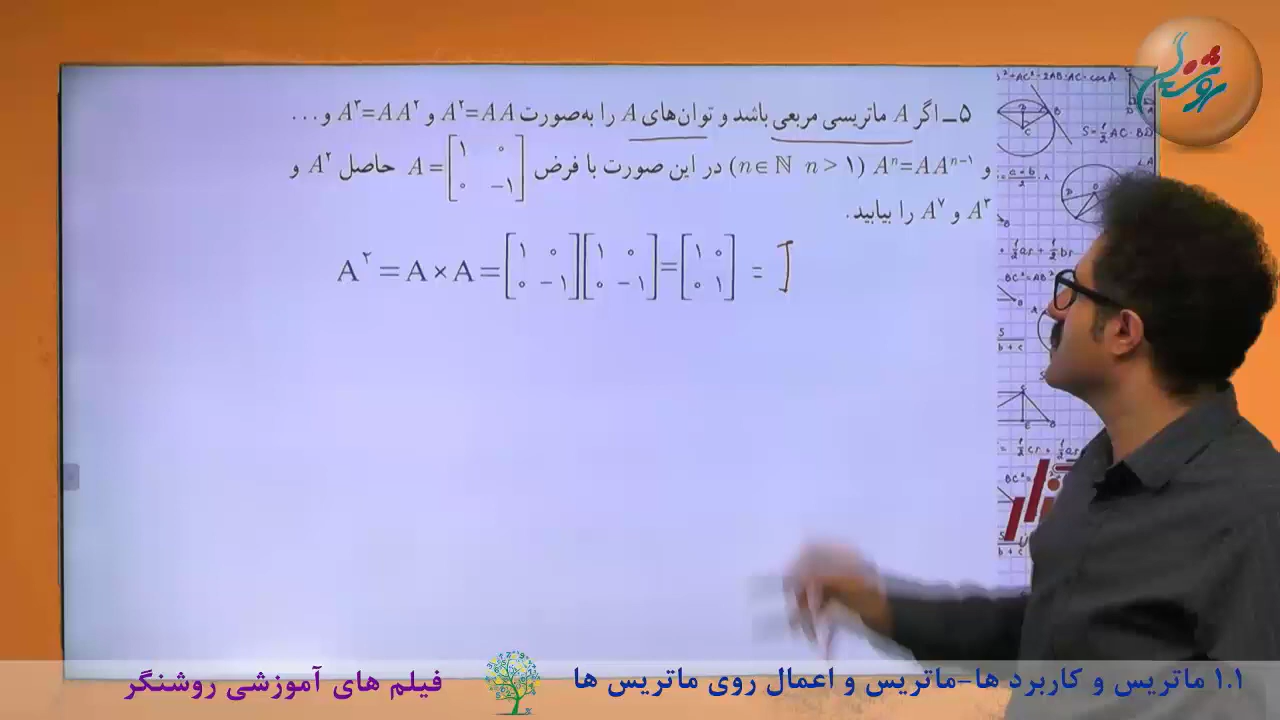 روشنگر
۵ــ اگر A ماتریسی مربعی باشد و توان‌های A را به‌صورت A²=AA و A³=AA² و ...
و Aⁿ=AAⁿ⁻¹ (n∈ℕ n>۱) در این صورت با فرض A=[۱ ۰ / ۰ −۱] حاصل A² و
A³ و A⁷ را بیابید.
A² = A × A = [۱ ۰ / ۰ −۱][۱ ۰ / ۰ −۱] = [۱ ۰ / ۰ ۱] = I
۱.۱ ماتریس و کاربرد ها-ماتریس و اعمال روی ماتریس ها
فیلم های آموزشی روشنگر